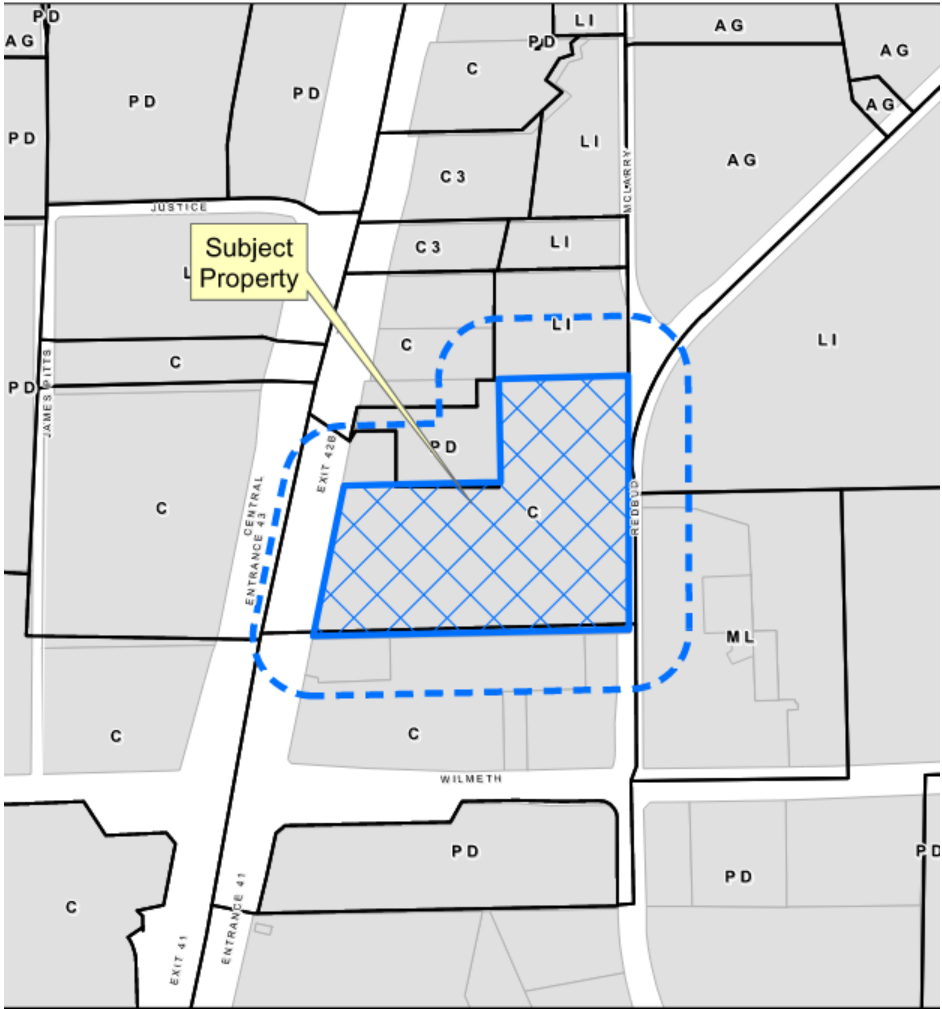 PD
LI
AG
AG
PD
C
AG
PD
PD
AG
PD
LI
AG
C3
MCLARRY
JUSTICE
Subject
Property
C3
LI
L
LI
LI
C
C
PD
JAMES PITTS
PD
EXIT 42B
C
CENTRAL
ENTRANCE 43
C
REDBUD
ML
C
C
WILMETH
PD
PD
PD
C
ENTRANCE 41
EXIT 41